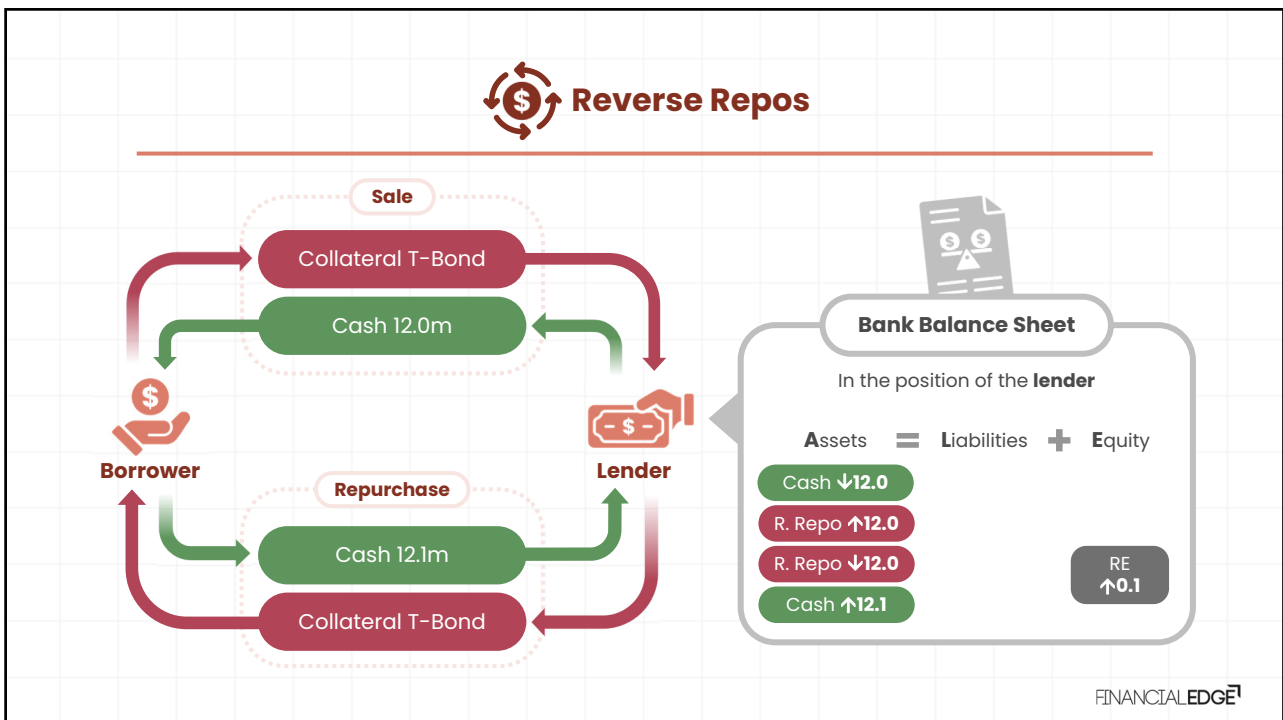 $
Reverse Repos
Sale
Collateral T-Bond
Cash 12.0m
$
Borrower
- $ -
Lender
Repurchase
Cash 12.1m
Collateral T-Bond
$ $
Bank Balance Sheet
In the position of the lender
Assets = Liabilities + Equity
Cash ↓12.0
R. Repo ↑12.0
R. Repo ↓12.0
Cash ↑12.1
RE
↑0.1
FINANCIALEDGE